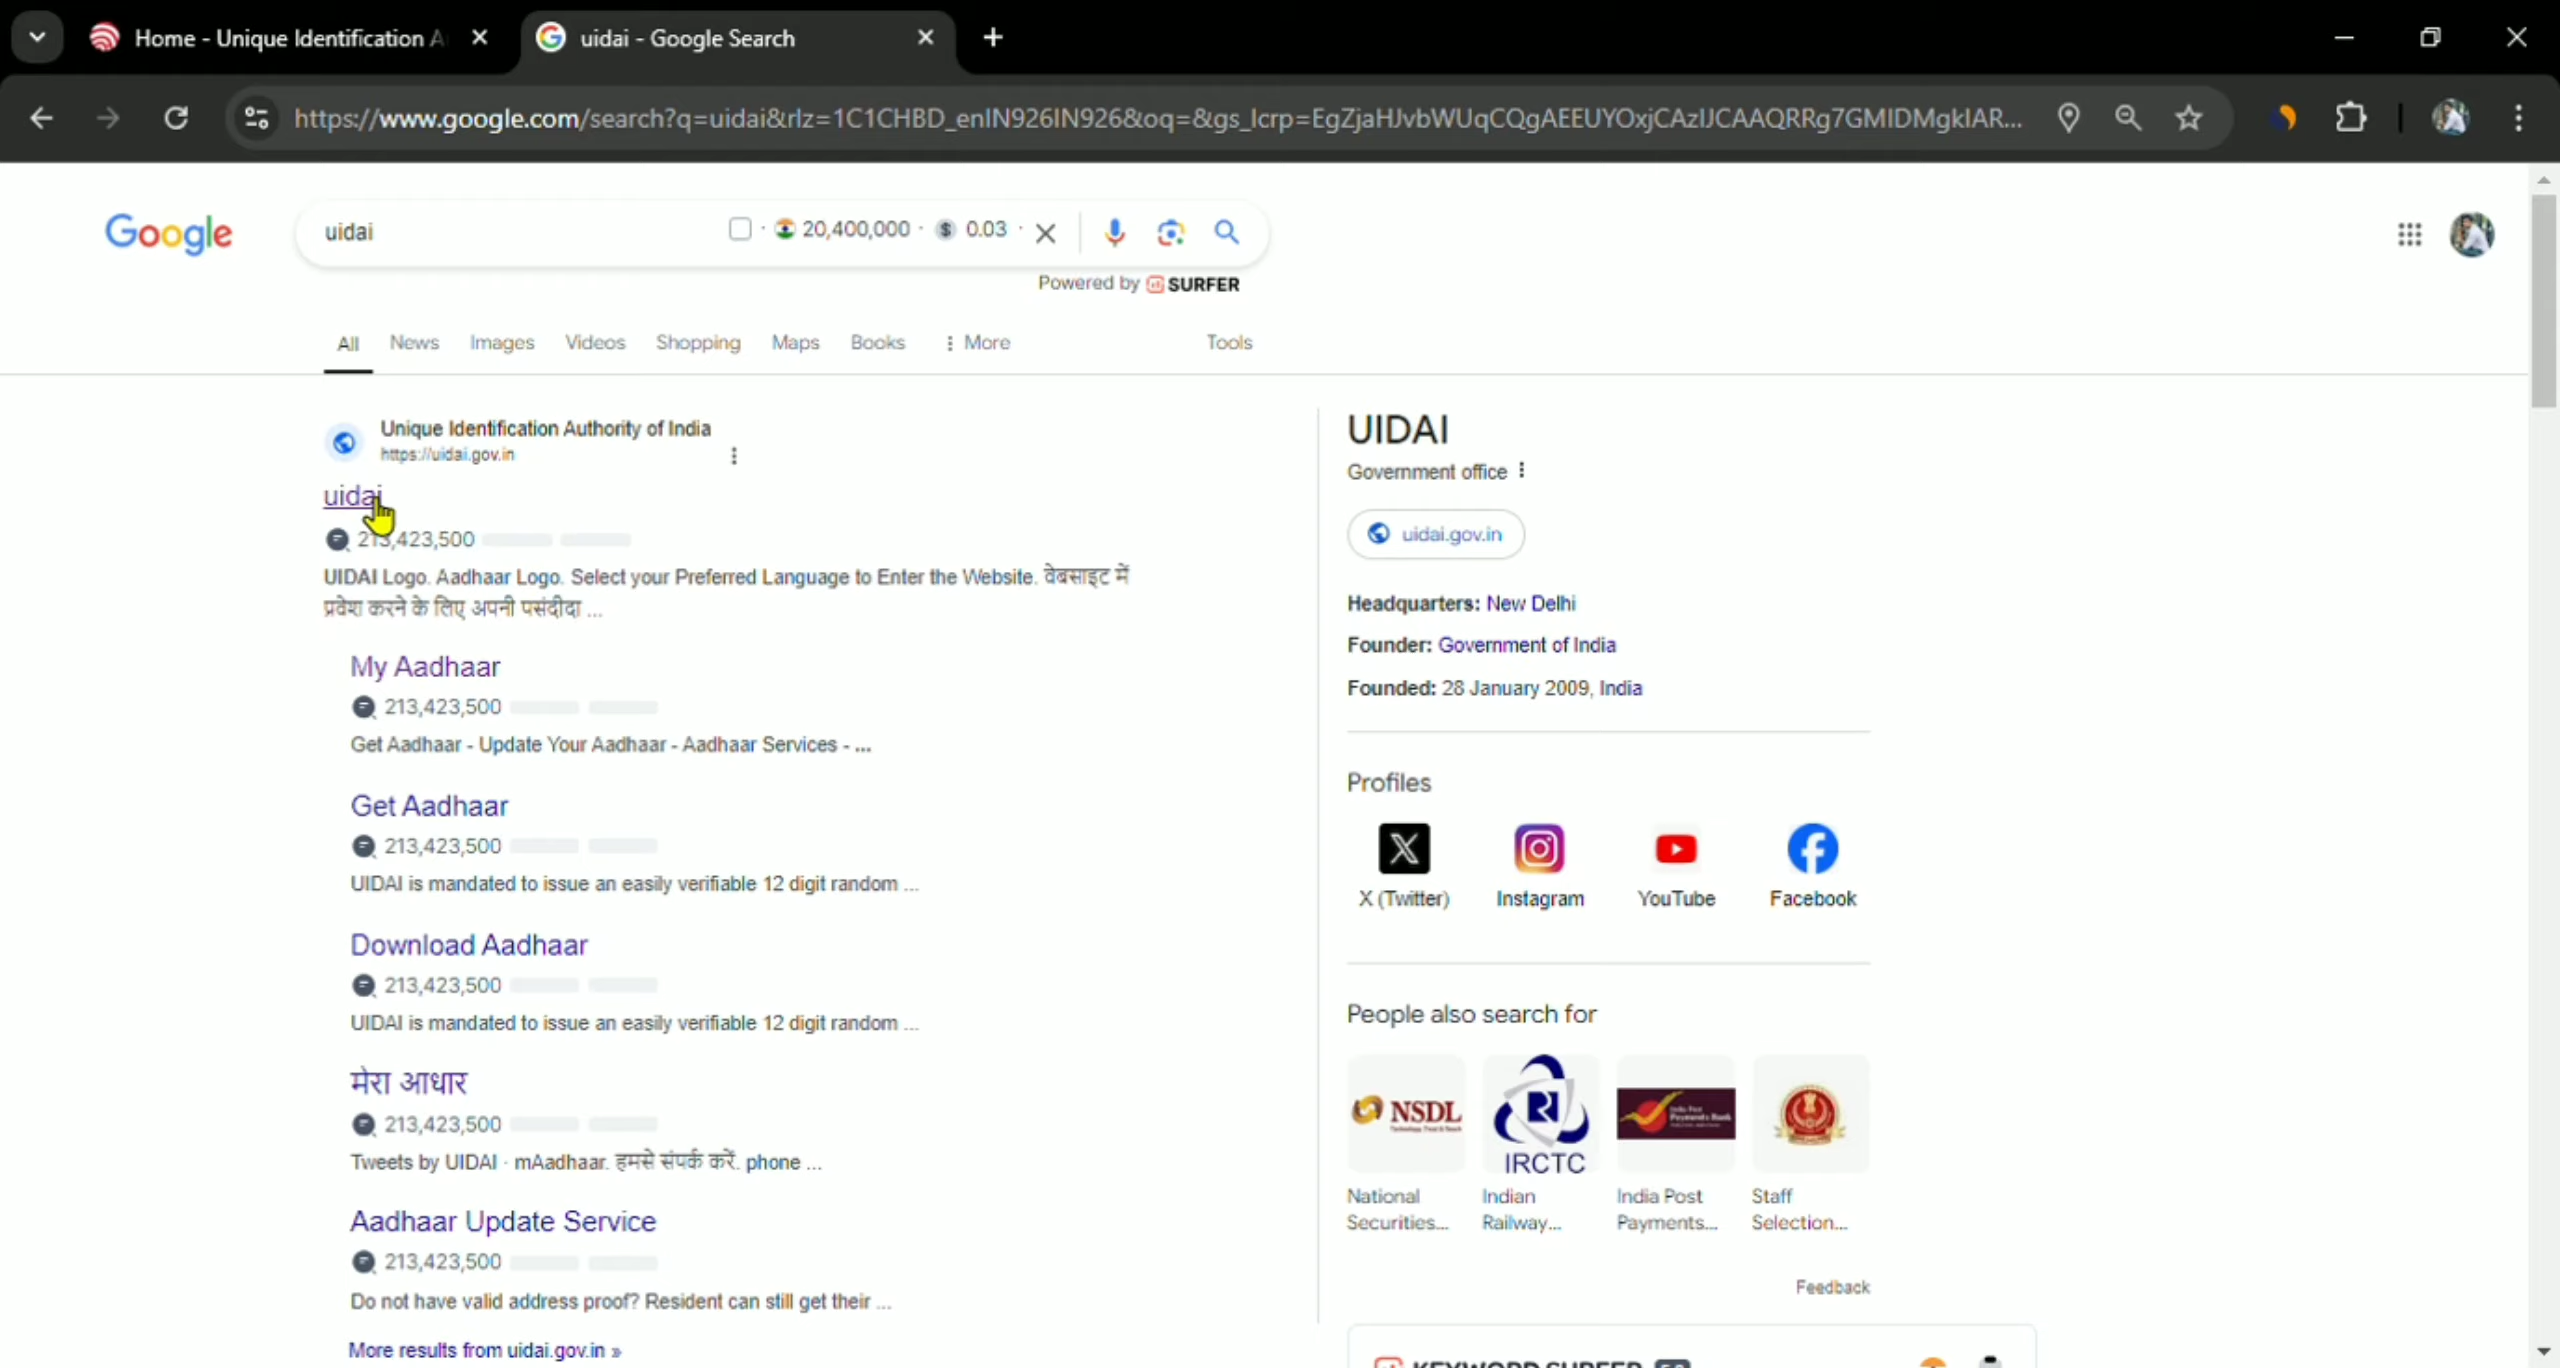 Home - Unique Identification A
uidai - Google Search
https://www.google.com/search?q=uidai&rlz=1C1CHBD_enIN926IN926&oq=&gs_lcrp=EgZjaHJvbWUqCQgAEEUYOxjCAzIJCAAQRRg7GMIDMgkIAR...
Google
uidai
20,400,000 · $ 0.03 ·
Powered by SURFER
All News Images Videos Shopping Maps Books More Tools
Unique Identification Authority of India
https://uidai.gov.in
uidai
213,423,500
UIDAI Logo. Aadhaar Logo. Select your Preferred Language to Enter the Website. वेबसाइट में
प्रवेश करने के लिए अपनी पसंदीदा ...
My Aadhaar
213,423,500
Get Aadhaar - Update Your Aadhaar - Aadhaar Services - ...
Get Aadhaar
213,423,500
UIDAI is mandated to issue an easily verifiable 12 digit random ...
Download Aadhaar
213,423,500
UIDAI is mandated to issue an easily verifiable 12 digit random ...
मेरा आधार
213,423,500
Tweets by UIDAI · mAadhaar. हमसे संपर्क करें. phone ...
Aadhaar Update Service
213,423,500
Do not have valid address proof? Resident can still get their ...
More results from uidai.gov.in »
UIDAI
Government office
uidai.gov.in
Headquarters: New Delhi
Founder: Government of India
Founded: 28 January 2009, India
Profiles
X (Twitter) Instagram YouTube Facebook
People also search for
NSDL
IRCTC
India Post
Payments Bank
National Securities...
Indian Railway...
India Post Payments...
Staff Selection...
Feedback
KEYWORD SURFER